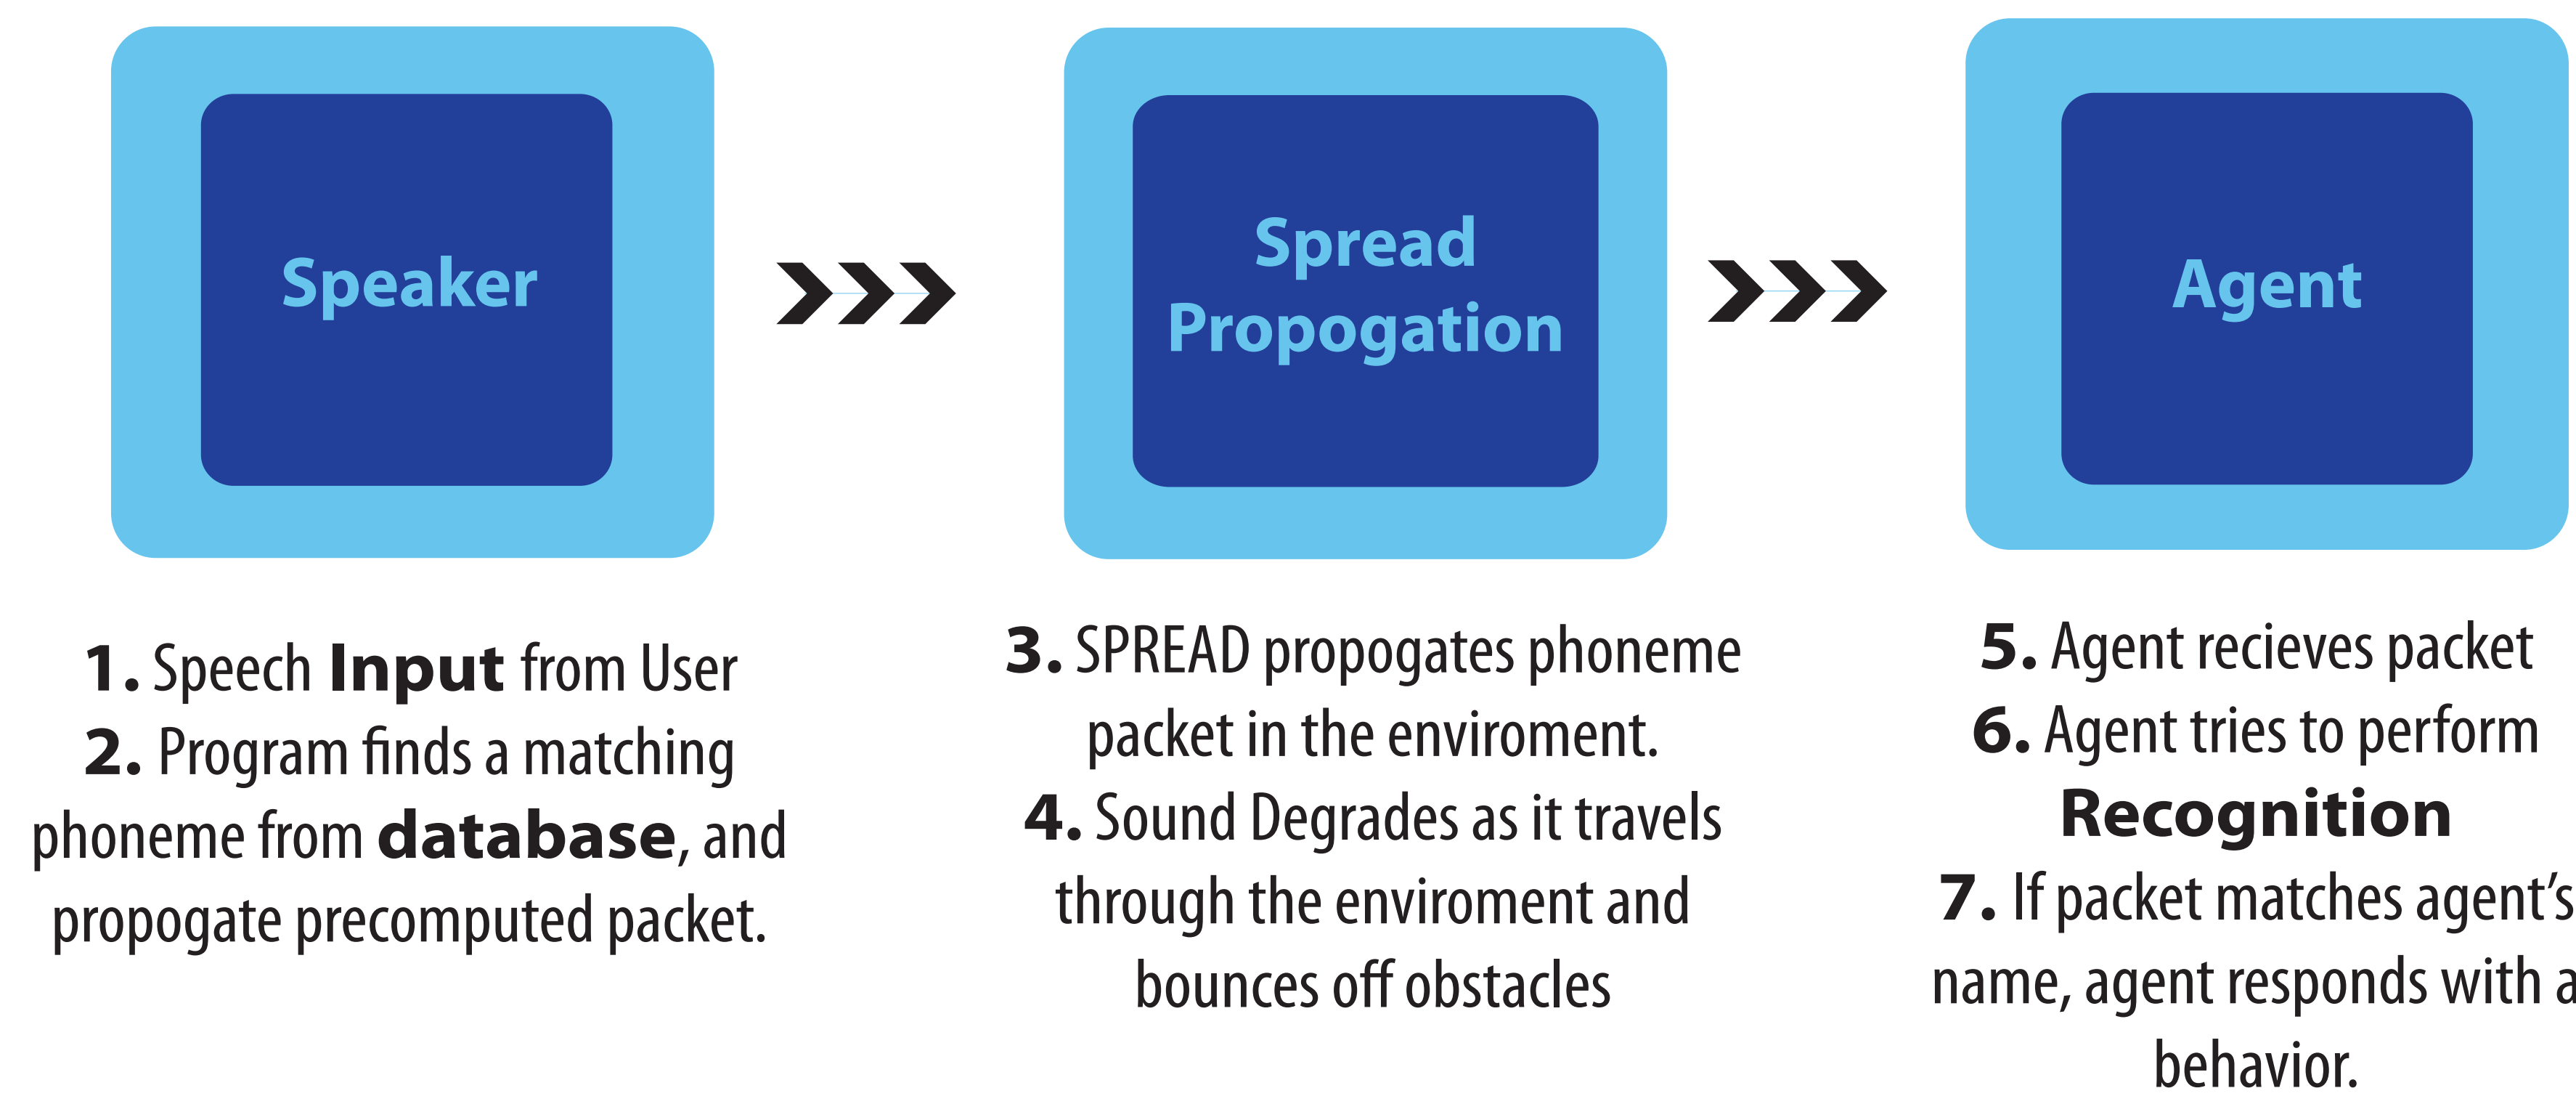 Speaker
Spread
Propogation
Agent
1. Speech Input from User
2. Program finds a matching
phoneme from database, and
propogate precomputed packet.
3. SPREAD propogates phoneme
packet in the enviroment.
4. Sound Degrades as it travels
through the enviroment and
bounces off obstacles
5. Agent recieves packet
6. Agent tries to perform
Recognition
7. If packet matches agent’s
name, agent responds with a
behavior.